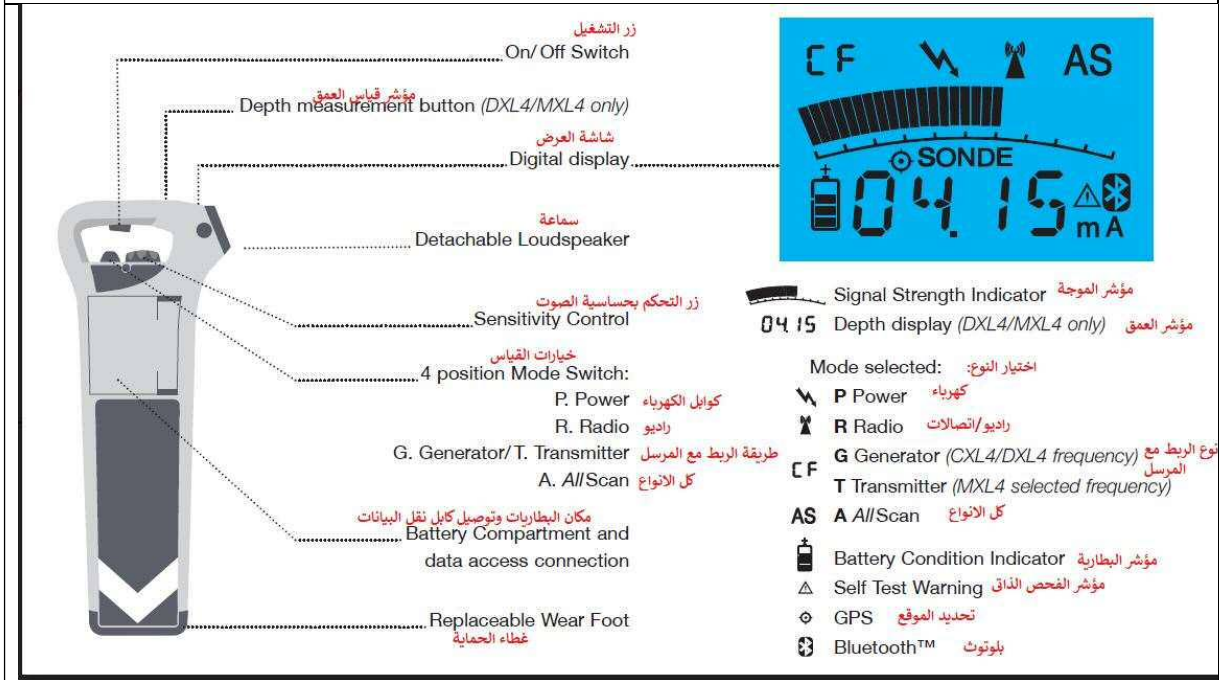 زر التشغيل
On/ Off Switch
مؤشر قياس العمق
Depth measurement button (DXL4/MXL4 only)
شاشة العرض
Digital display
سماعة
Detachable Loudspeaker
زر التحكم بحساسية الصوت
Sensitivity Control
خيارات القياس
4 position Mode Switch:
P. Power كوابل الكهرباء
R. Radio راديو
G. Generator/T. Transmitter طريقة الربط مع المرسل
A. AllScan كل الانواع
مكان البطاريات وتوصيل كابل نقل البيانات
Battery Compartment and
data access connection
Replaceable Wear Foot
غطاء الحماية
CF AS
SONDE
04.15 mA
Signal Strength Indicator مؤشر الموجة
04.15 Depth display (DXL4/MXL4 only) مؤشر العمق
Mode selected: اختيار النوع:
P Power كهرباء
R Radio راديو/اتصالات
CF G Generator (CXL4/DXL4 frequency) نوع الربط مع المرسل
T Transmitter (MXL4 selected frequency)
AS A AllScan كل الانواع
Battery Condition Indicator مؤشر البطارية
Self Test Warning مؤشر الفحص الذاتي
GPS تحديد الموقع
Bluetooth™ بلوتوث